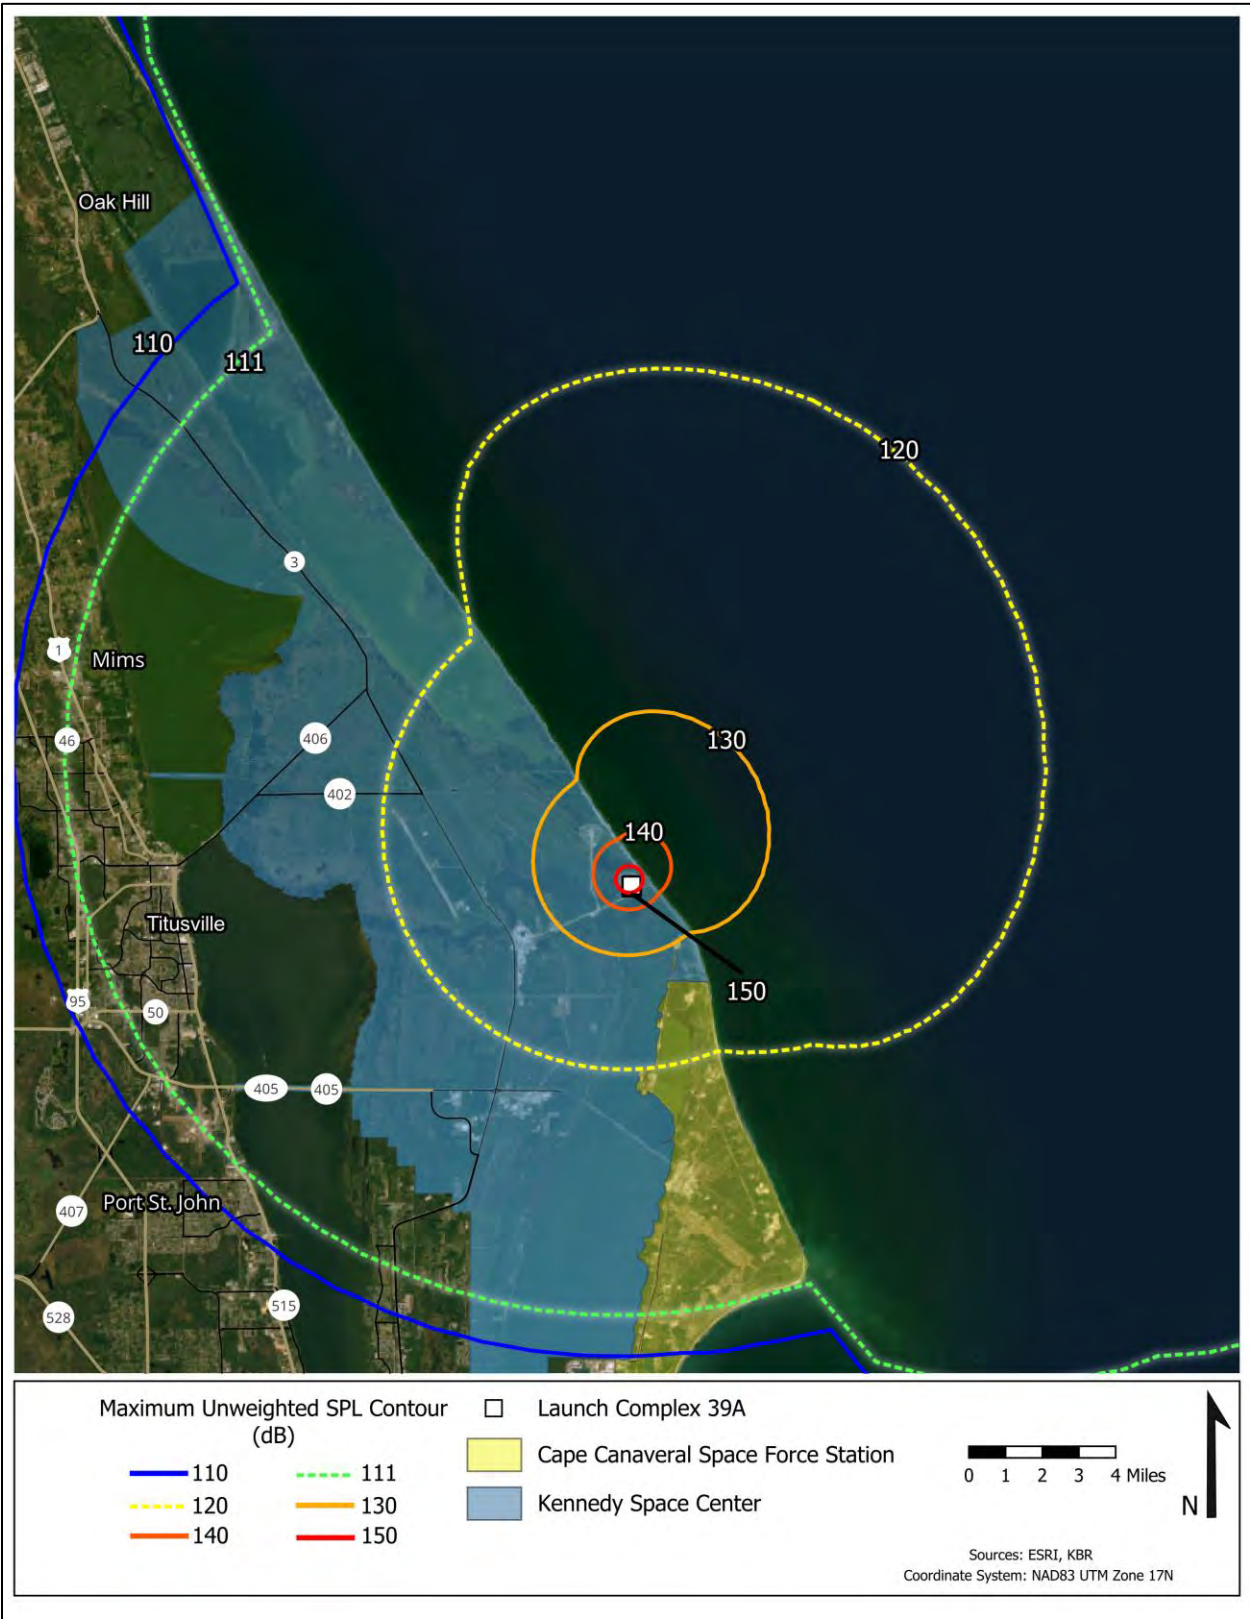 Oak Hill
110
111
120
3
1
Mims
46
406
130
402
140
Titusville
150
95
50
405
405
Port St. John
407
515
528
Maximum Unweighted SPL Contour
(dB)
110
111
120
130
140
150
Launch Complex 39A
Cape Canaveral Space Force Station
Kennedy Space Center
0 1 2 3 4 Miles
N
Sources: ESRI, KBR
Coordinate System: NAD83 UTM Zone 17N